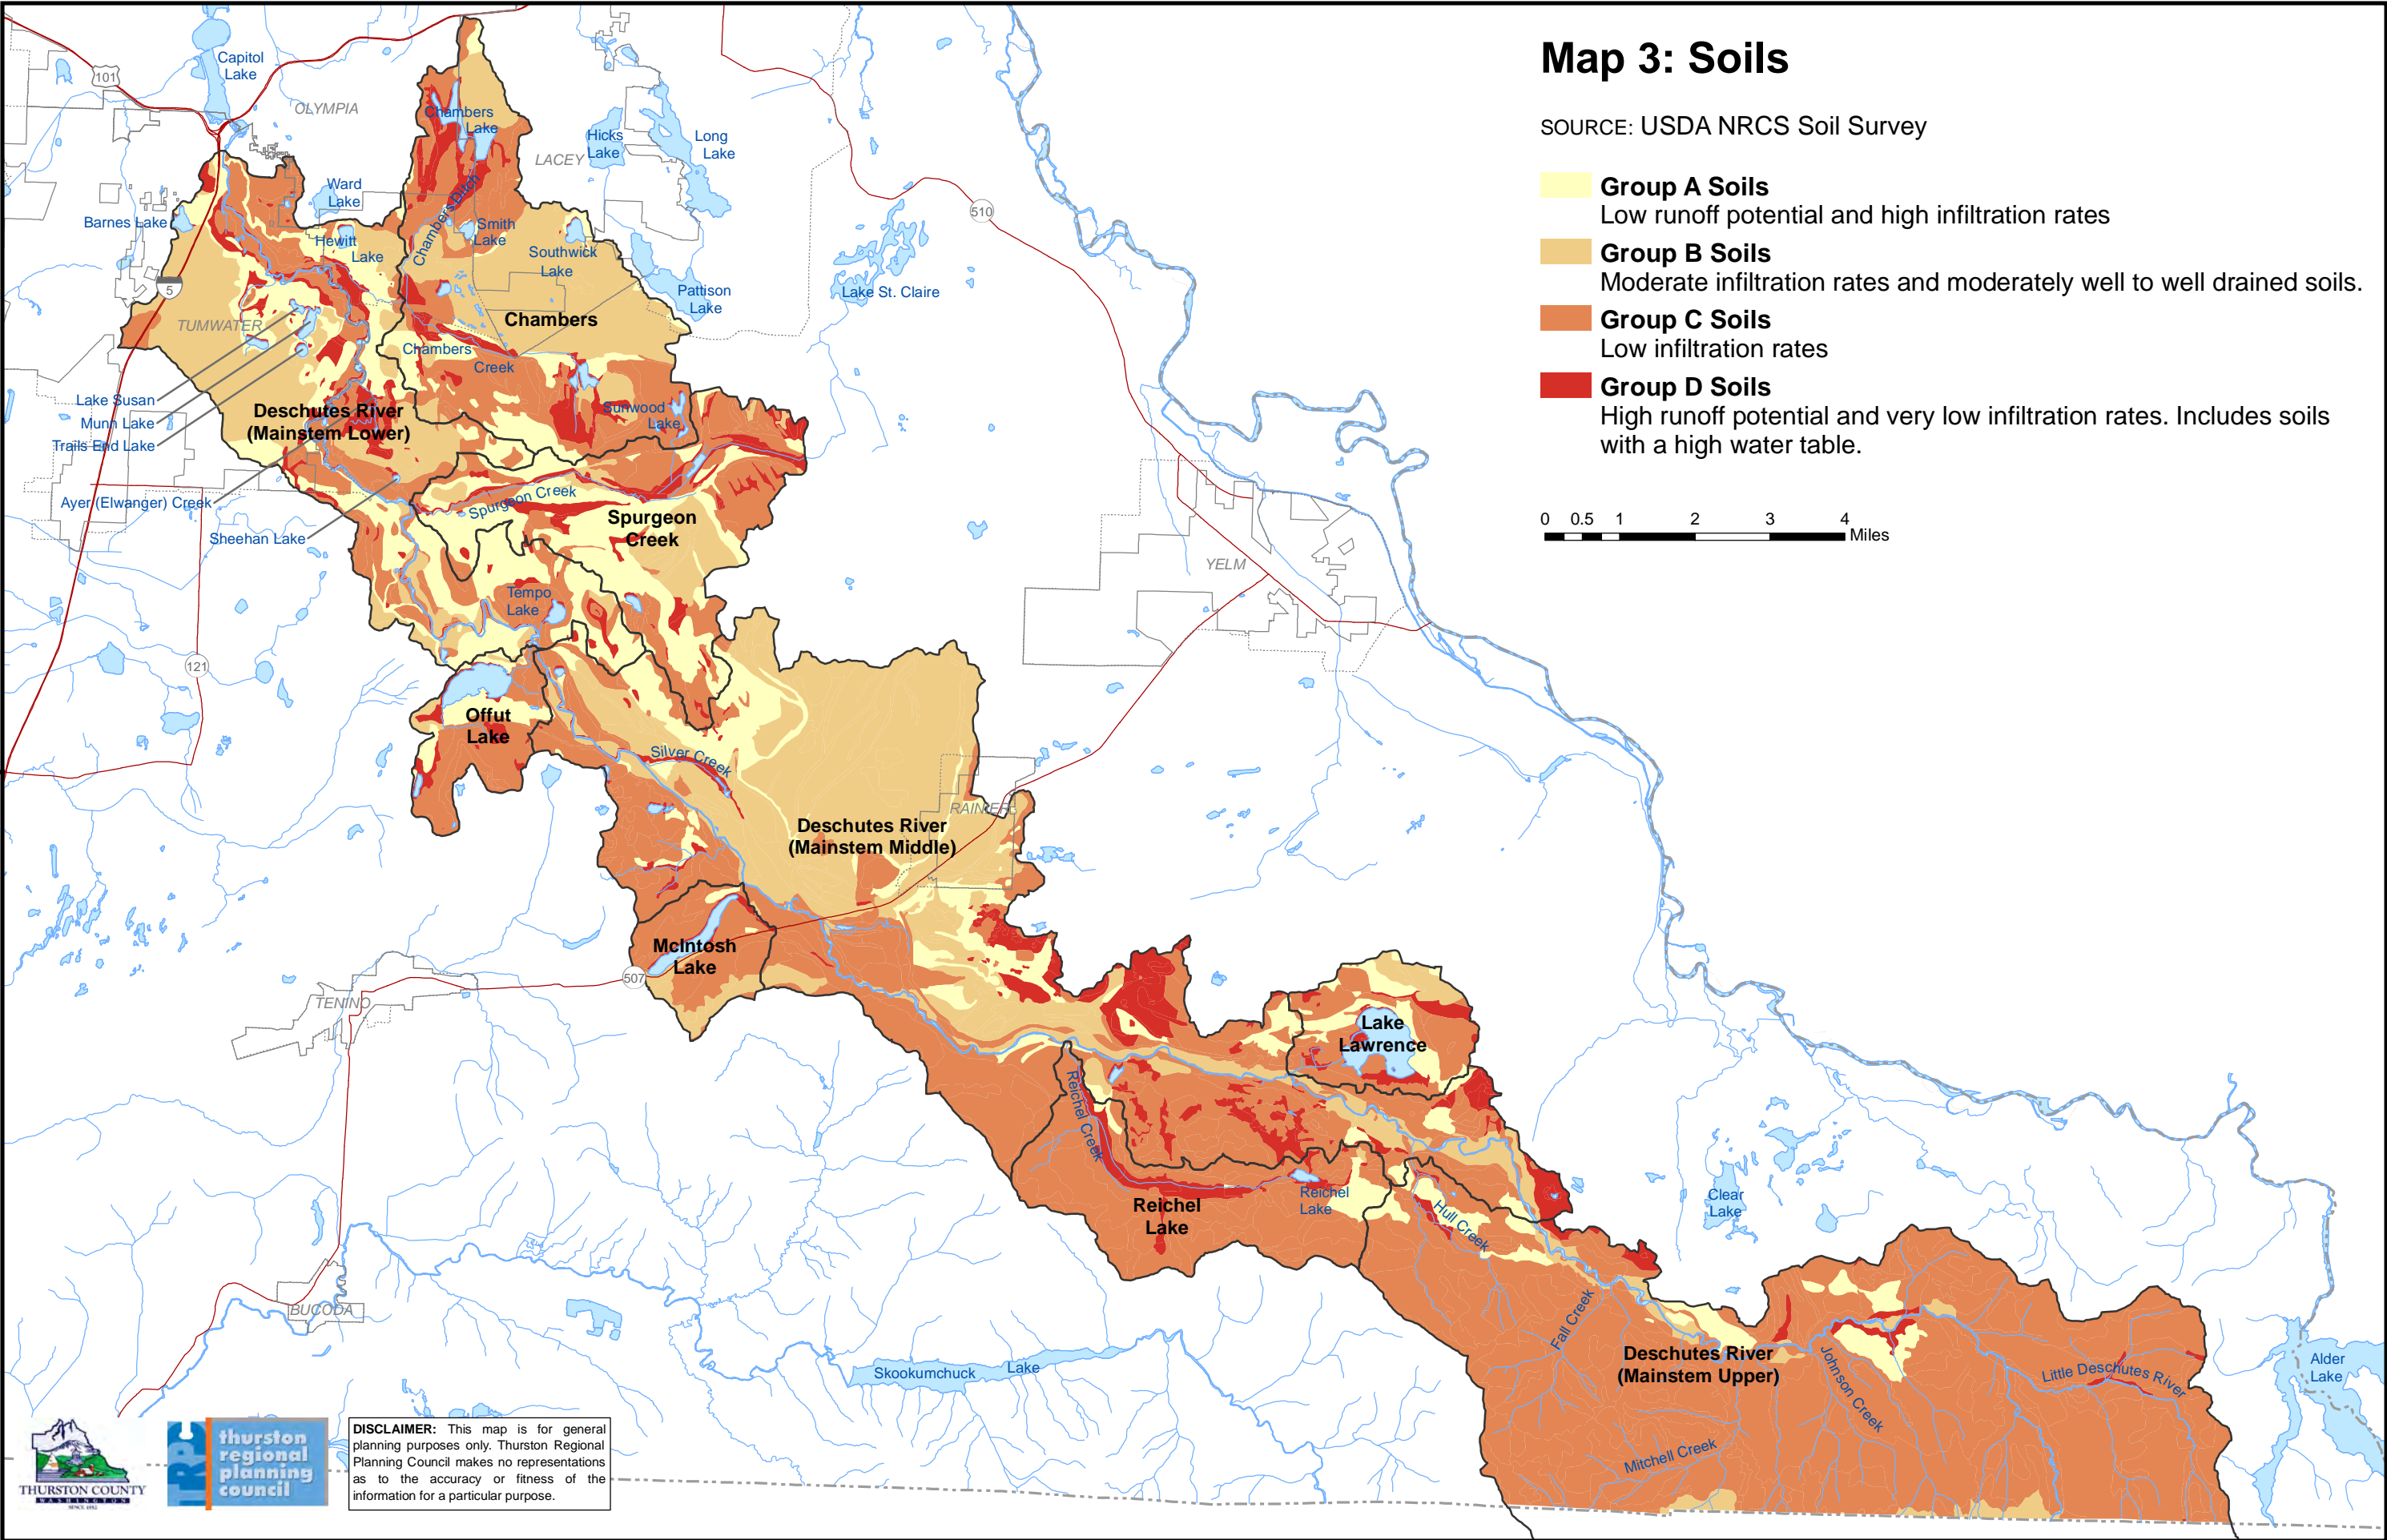 Map 3: Soils
SOURCE: USDA NRCS Soil Survey
Group A Soils
Low runoff potential and high infiltration rates
Group B Soils
Moderate infiltration rates and moderately well to well drained soils.
Group C Soils
Low infiltration rates
Group D Soils
High runoff potential and very low infiltration rates. Includes soils
with a high water table.
0 0.5 1 2 3 4
Miles
Capitol
Lake
101
OLYMPIA
Chambers
Lake
Hicks
Lake
Long
Lake
LACEY
Ward
Lake
Barnes Lake
Chambers Ditch
Smith
Lake
Hewitt
Lake
Southwick
Lake
510
5
Pattison
Lake
Lake St. Claire
TUMWATER
Chambers
Chambers
Creek
Lake Susan
Munn Lake
Trails End Lake
Deschutes River
(Mainstem Lower)
Sunwood
Lake
Ayer (Elwanger) Creek
Spurgeon Creek
Spurgeon
Creek
Sheehan Lake
YELM
Tempo
Lake
121
Offut
Lake
Silver Creek
RAINIER
Deschutes River
(Mainstem Middle)
McIntosh
Lake
507
TENINO
Lake
Lawrence
Reichel Creek
Reichel
Lake
Reichel
Lake
Hull Creek
Clear
Lake
BUCODA
Fall Creek
Deschutes River
(Mainstem Upper)
Johnson Creek
Little Deschutes River
Alder
Lake
Skookumchuck Lake
Mitchell Creek
THURSTON COUNTY
WASHINGTON
SINCE 1852
TRPC
thurston
regional
planning
council
DISCLAIMER: This map is for general
planning purposes only. Thurston Regional
Planning Council makes no representations
as to the accuracy or fitness of the
information for a particular purpose.